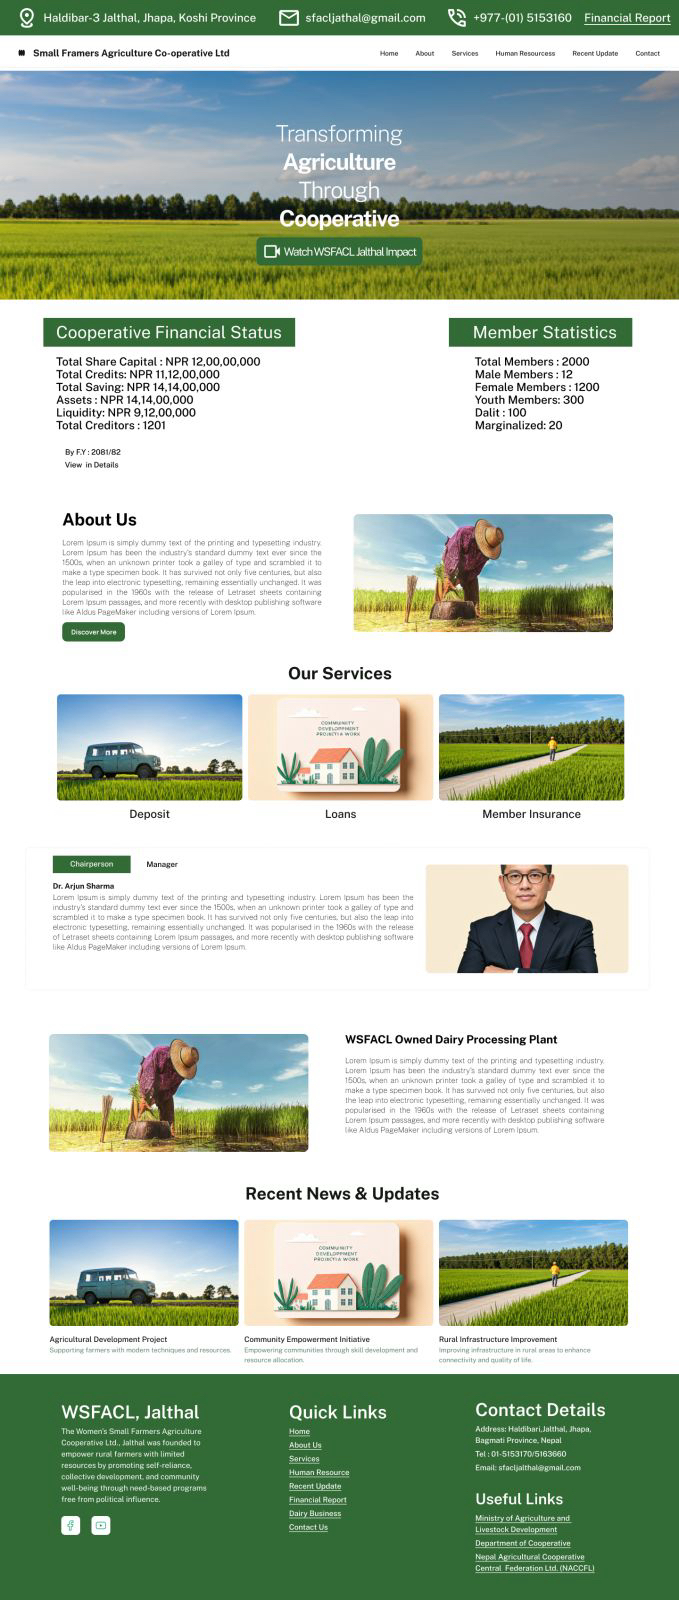 Haldibar-3 Jalthal, Jhapa, Koshi Province
sfacljathal@gmail.com
+977-(01) 5153160
Financial Report
Small Framers Agriculture Co-operative Ltd
Home
About
Services
Human Resourcess
Recent Update
Contact
Transforming
Agriculture
Through
Cooperative
Watch WSFACL Jalthal Impact
Cooperative Financial Status
Total Share Capital : NPR 12,00,00,000
Total Credits: NPR 11,12,00,000
Total Saving: NPR 14,14,00,000
Assets : NPR 14,14,00,000
Liquidity: NPR 9,12,00,000
Total Creditors : 1201
By F.Y : 2081/82
View in Details
Member Statistics
Total Members : 2000
Male Members : 12
Female Members : 1200
Youth Members: 300
Dalit : 100
Marginalized: 20
About Us
Lorem Ipsum is simply dummy text of the printing and typesetting industry.
Lorem Ipsum has been the industry's standard dummy text ever since the
1500s, when an unknown printer took a galley of type and scrambled it to
make a type specimen book. It has survived not only five centuries, but also
the leap into electronic typesetting, remaining essentially unchanged. It was
popularised in the 1960s with the release of Letraset sheets containing
Lorem Ipsum passages, and more recently with desktop publishing software
like Aldus PageMaker including versions of Lorem Ipsum.
Discover More
Our Services
COMMUINITY
DEVELOPPMENT
PROJECTI A WORK
Deposit
Loans
Member Insurance
Chairperson
Manager
Dr. Arjun Sharma
Lorem Ipsum is simply dummy text of the printing and typesetting industry. Lorem Ipsum has been the
industry's standard dummy text ever since the 1500s, when an unknown printer took a galley of type and
scrambled it to make a type specimen book. It has survived not only five centuries, but also the leap into
electronic typesetting, remaining essentially unchanged. It was popularised in the 1960s with the release
of Letraset sheets containing Lorem Ipsum passages, and more recently with desktop publishing software
like Aldus PageMaker including versions of Lorem Ipsum.
WSFACL Owned Dairy Processing Plant
Lorem Ipsum is simply dummy text of the printing and typesetting industry.
Lorem Ipsum has been the industry's standard dummy text ever since the
1500s, when an unknown printer took a galley of type and scrambled it to
make a type specimen book. It has survived not only five centuries, but also
the leap into electronic typesetting, remaining essentially unchanged. It was
popularised in the 1960s with the release of Letraset sheets containing
Lorem Ipsum passages, and more recently with desktop publishing software
like Aldus PageMaker including versions of Lorem Ipsum.
Recent News & Updates
COMMUINITY
DEVELOPPMENT
PROJECTI A WORK
Agricultural Development Project
Supporting farmers with modern techniques and resources.
Community Empowerment Initiative
Empowering communities through skill development and
resource allocation.
Rural Infrastructure Improvement
Improving infrastructure in rural areas to enhance
connectivity and quality of life.
WSFACL, Jalthal
The Women's Small Farmers Agriculture
Cooperative Ltd., Jalthal was founded to
empower rural farmers with limited
resources by promoting self-reliance,
collective development, and community
well-being through need-based programs
free from political influence.
Quick Links
Home
About Us
Services
Human Resource
Recent Update
Financial Report
Dairy Business
Contact Us
Contact Details
Address: Haldibari,Jalthal, Jhapa,
Bagmati Province, Nepal
Tel : 01-5153170/5163660
Email: sfacljalthal@gmail.com
Useful Links
Ministry of Agriculture and
Livestock Development
Department of Cooperative
Nepal Agricultural Cooperative
Central Federation Ltd. (NACCFL)